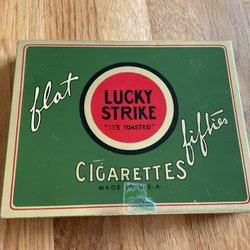 flat
LUCKY
STRIKE
"IT'S TOASTED"
fifties
CIGARETTES
MADE IN U.S.A.